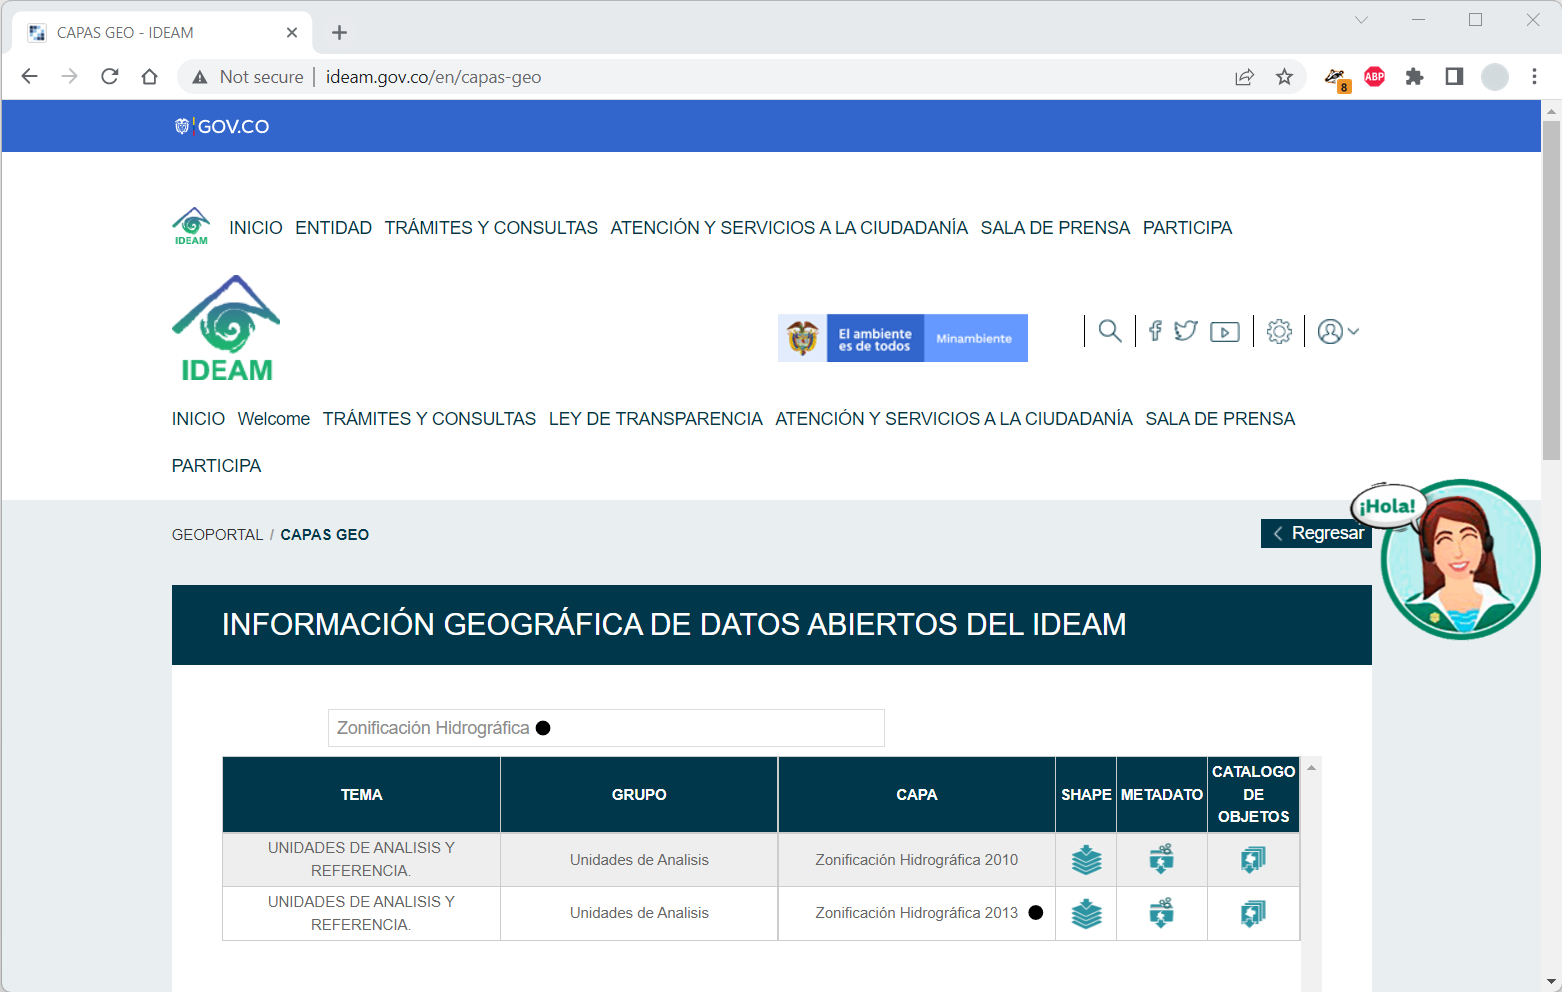 CAPAS GEO - IDEAM
Not secure | ideam.gov.co/en/capas-geo
8
ABP
GOV.CO
IDEAM
INICIO ENTIDAD TRÁMITES Y CONSULTAS ATENCIÓN Y SERVICIOS A LA CIUDADANÍA SALA DE PRENSA PARTICIPA
IDEAM
El ambiente
es de todos
Minambiente
INICIO Welcome TRÁMITES Y CONSULTAS LEY DE TRANSPARENCIA ATENCIÓN Y SERVICIOS A LA CIUDADANÍA SALA DE PRENSA
PARTICIPA
¡Hola!
GEOPORTAL / CAPAS GEO
Regresar
INFORMACIÓN GEOGRÁFICA DE DATOS ABIERTOS DEL IDEAM
Zonificación Hidrográfica
TEMA GRUPO CAPA SHAPE METADATO CATALOGO
DE
OBJETOS
UNIDADES DE ANALISIS Y
REFERENCIA.
Unidades de Analisis
Zonificación Hidrográfica 2010
UNIDADES DE ANALISIS Y
REFERENCIA.
Unidades de Analisis
Zonificación Hidrográfica 2013